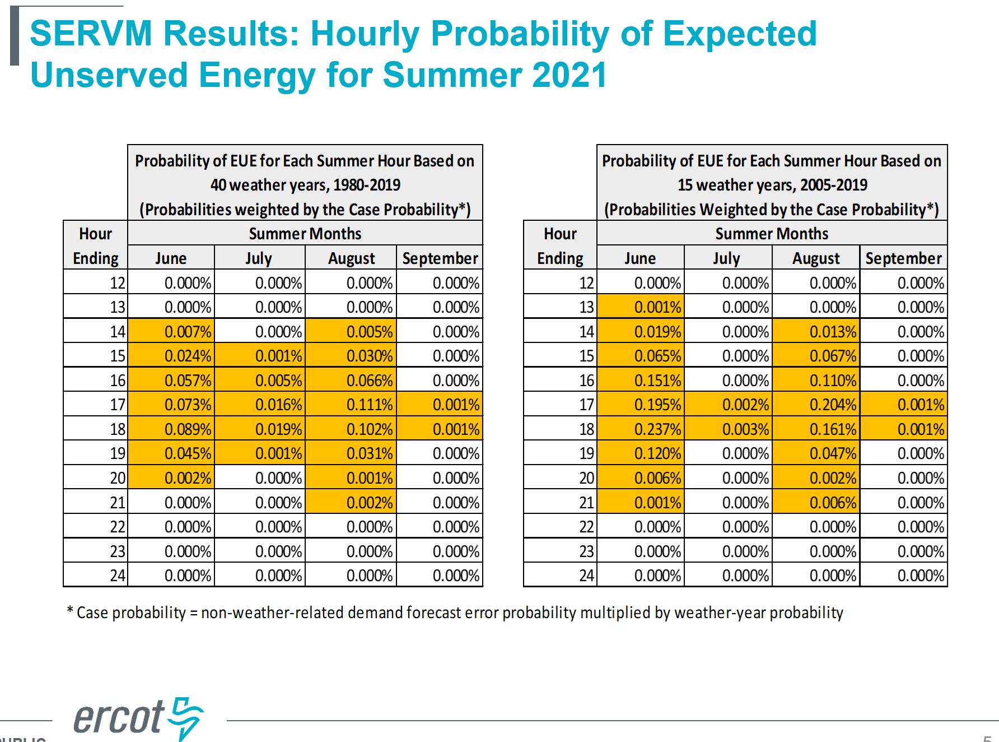 SERVM Results: Hourly Probability of Expected
Unserved Energy for Summer 2021
Probability of EUE for Each Summer Hour Based on
40 weather years, 1980-2019
(Probabilities weighted by the Case Probability*)
Hour Ending Summer Months
June July August September
12 0.000% 0.000% 0.000% 0.000%
13 0.000% 0.000% 0.000% 0.000%
14 0.007% 0.000% 0.005% 0.000%
15 0.024% 0.001% 0.030% 0.000%
16 0.057% 0.005% 0.066% 0.000%
17 0.073% 0.016% 0.111% 0.001%
18 0.089% 0.019% 0.102% 0.001%
19 0.045% 0.001% 0.031% 0.000%
20 0.002% 0.000% 0.001% 0.000%
21 0.000% 0.000% 0.002% 0.000%
22 0.000% 0.000% 0.000% 0.000%
23 0.000% 0.000% 0.000% 0.000%
24 0.000% 0.000% 0.000% 0.000%
Probability of EUE for Each Summer Hour Based on
15 weather years, 2005-2019
(Probabilities Weighted by the Case Probability*)
Hour Ending Summer Months
June July August September
12 0.000% 0.000% 0.000% 0.000%
13 0.001% 0.000% 0.000% 0.000%
14 0.019% 0.000% 0.013% 0.000%
15 0.065% 0.000% 0.067% 0.000%
16 0.151% 0.000% 0.110% 0.000%
17 0.195% 0.002% 0.204% 0.001%
18 0.237% 0.003% 0.161% 0.001%
19 0.120% 0.000% 0.047% 0.000%
20 0.006% 0.000% 0.002% 0.000%
21 0.001% 0.000% 0.006% 0.000%
22 0.000% 0.000% 0.000% 0.000%
23 0.000% 0.000% 0.000% 0.000%
24 0.000% 0.000% 0.000% 0.000%
* Case probability = non-weather-related demand forecast error probability multiplied by weather-year probability
ercot